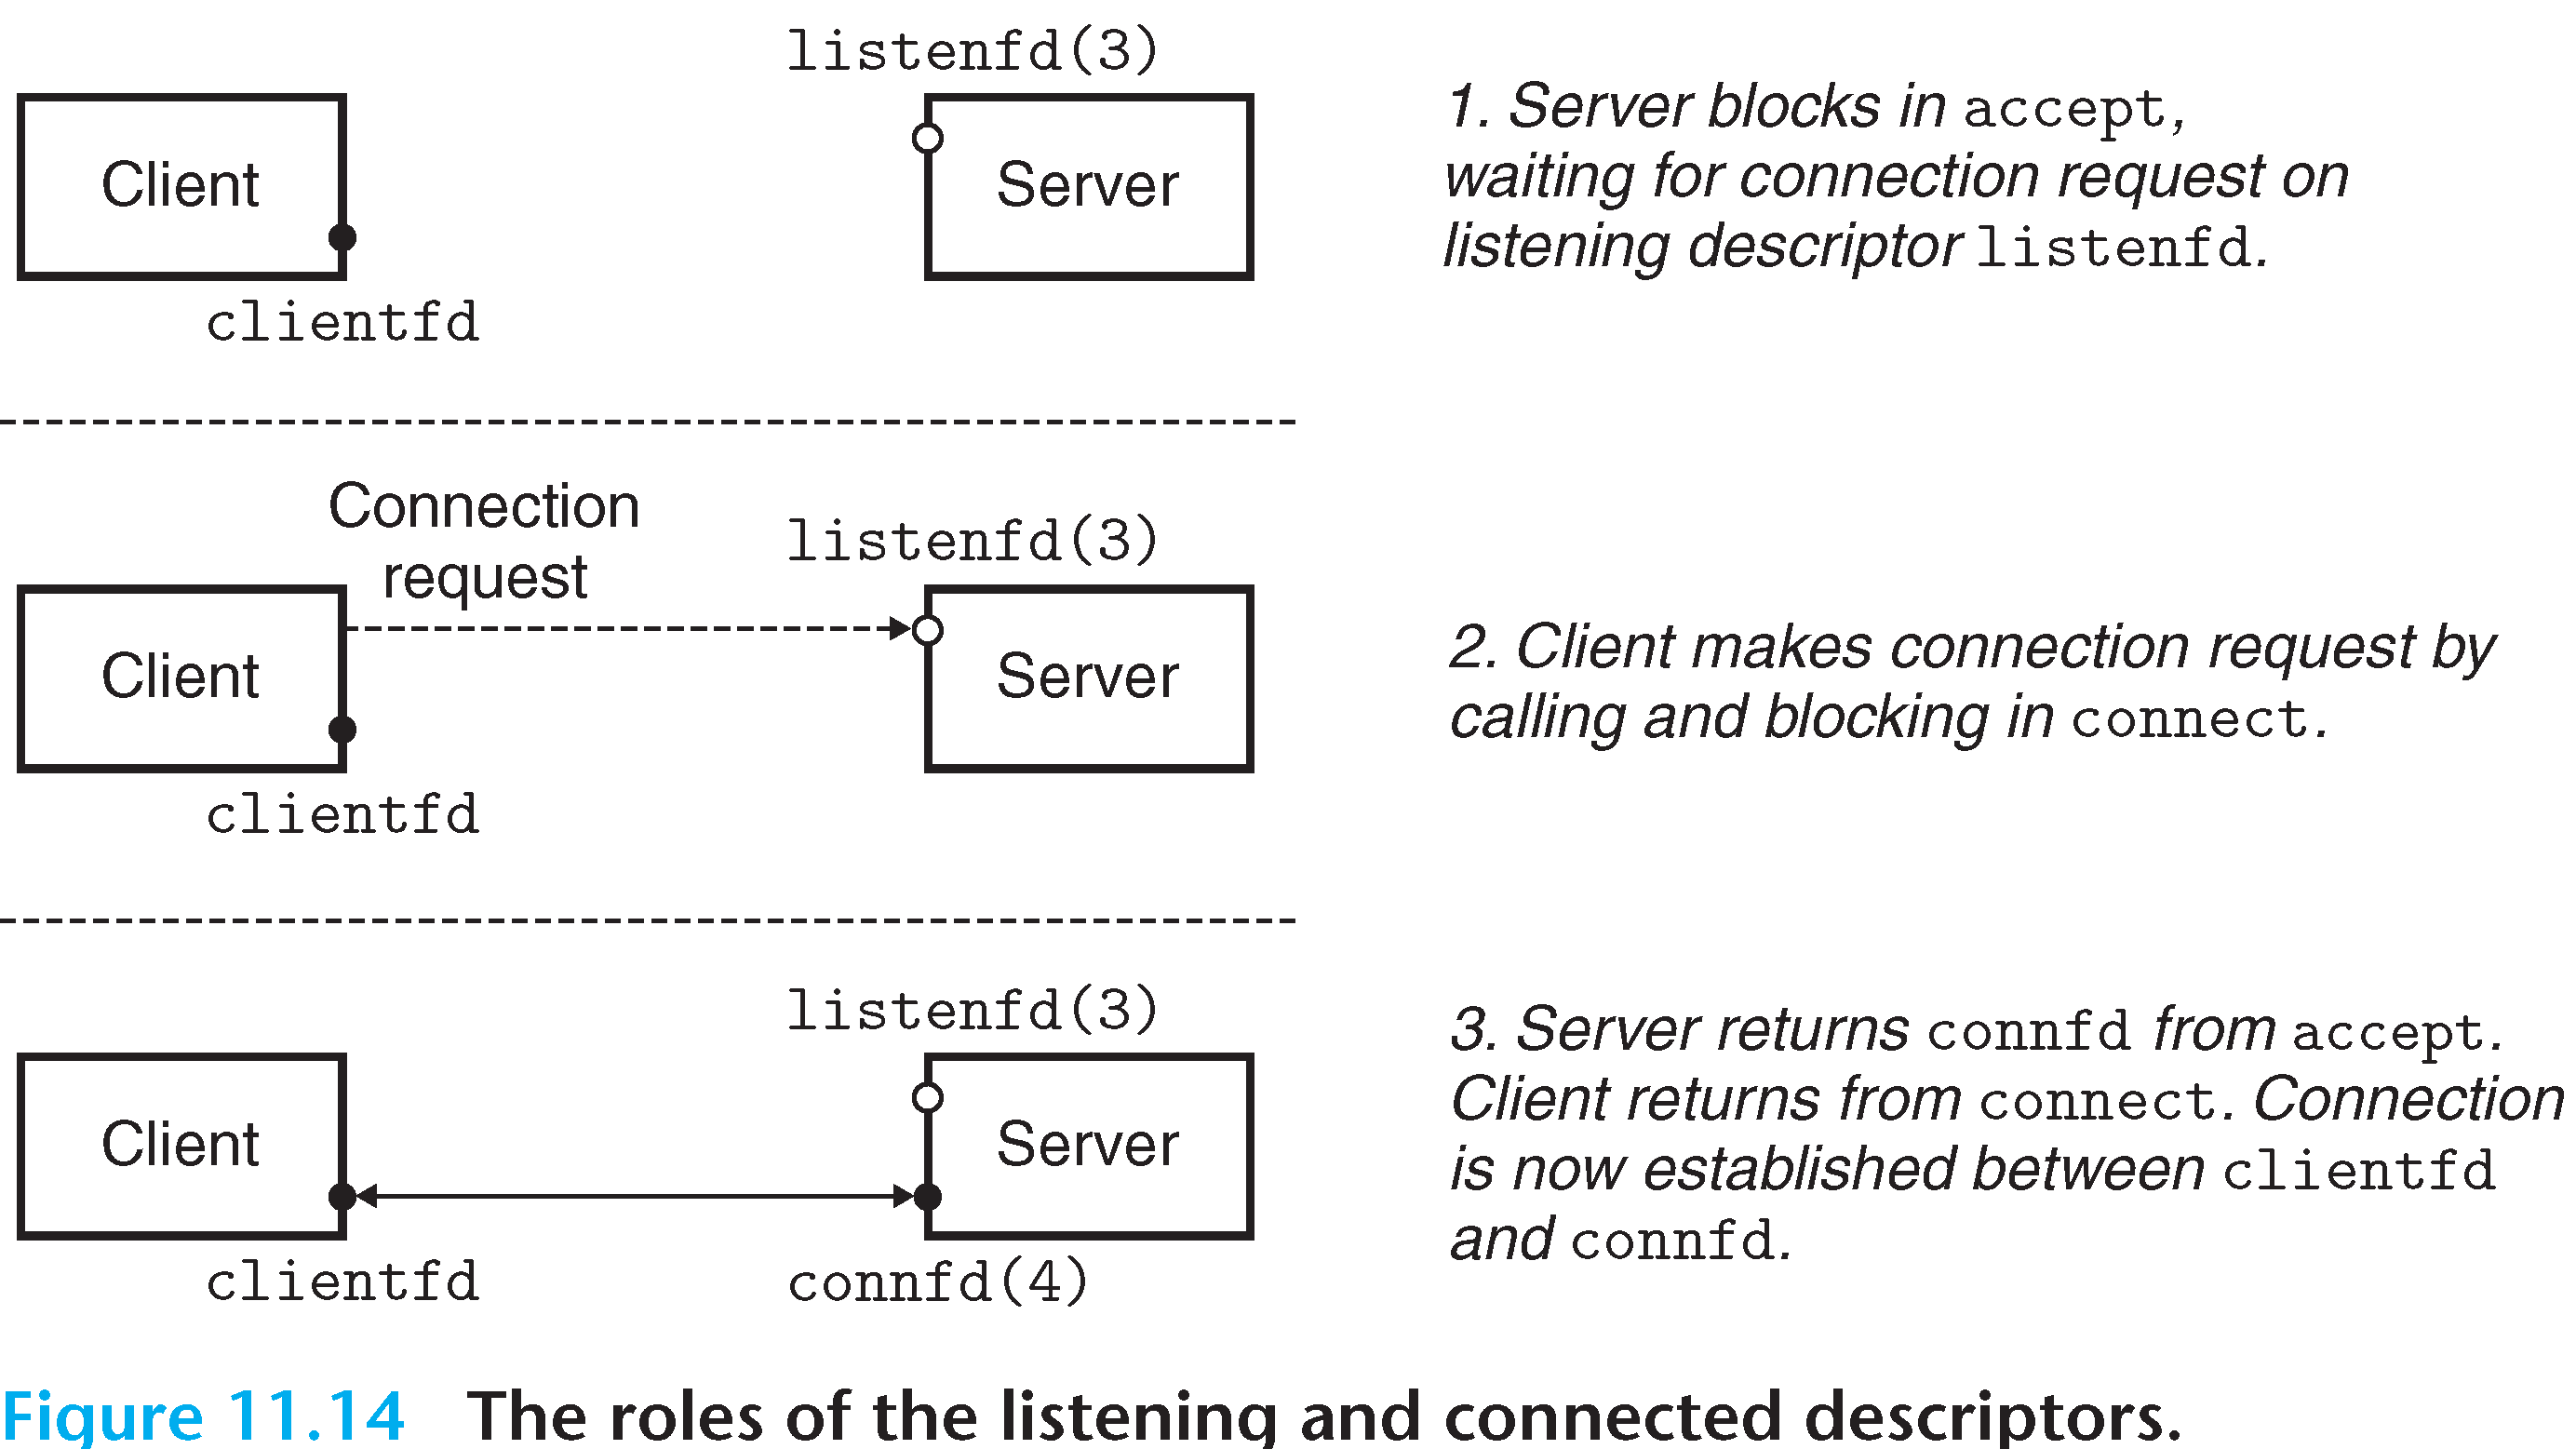 listenfd(3)
Client
Server
clientfd
1. Server blocks in accept,
waiting for connection request on
listening descriptor listenfd.
Connection
request
listenfd(3)
Client
Server
clientfd
2. Client makes connection request by
calling and blocking in connect.
listenfd(3)
Client
Server
clientfd
connfd(4)
3. Server returns connfd from accept.
Client returns from connect. Connection
is now established between clientfd
and connfd.
Figure 11.14 The roles of the listening and connected descriptors.